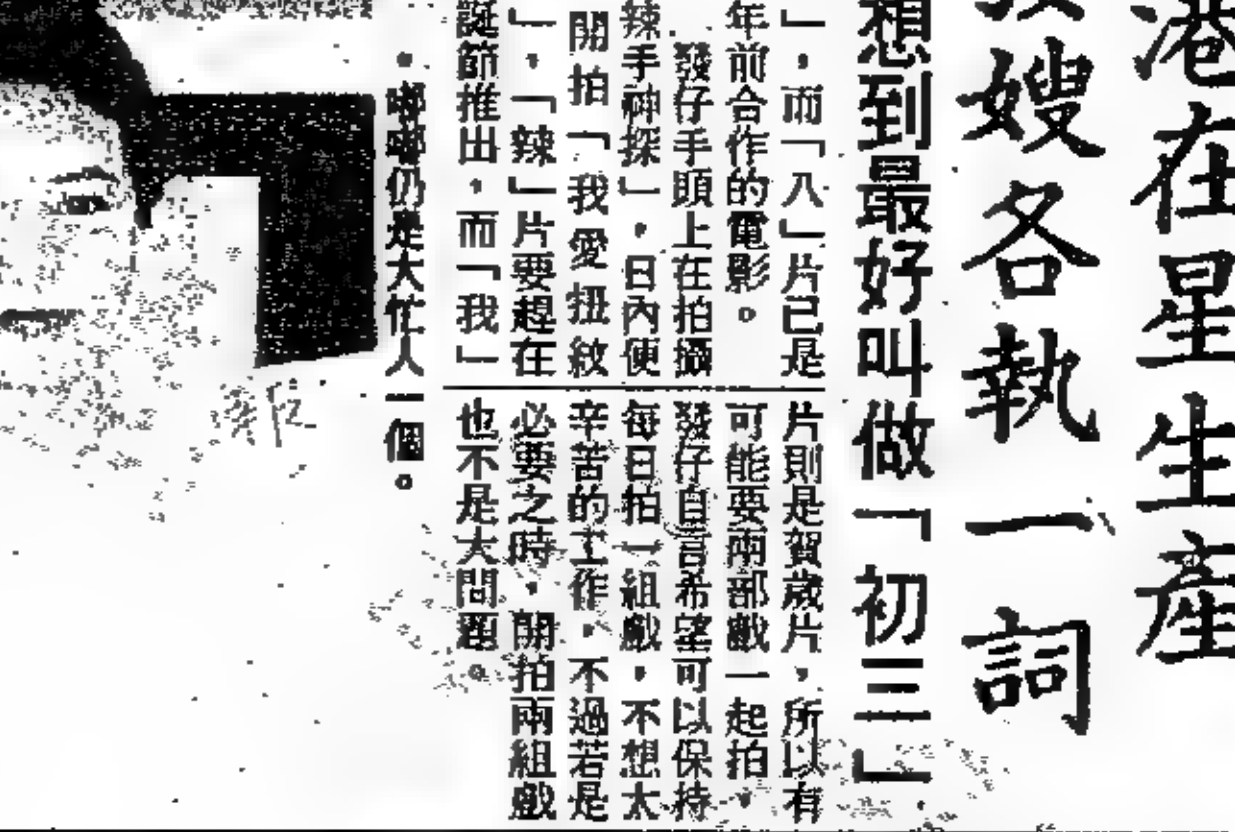 港在星生產
嫂各執一詞
想到最好叫做「初三」
」，而「八」片已是
年前合作的電影。
發仔手頭上在拍攝
辣手神探」，日內便
開拍「我愛扭紋
」，「辣」片要趕在
誕節推出，而「我」
片則是賀歲片，所以有
可能要兩部戲一起拍，
發仔自言希望可以保持
每日拍一組戲，不想太
辛苦的工作，不過若是
必要之時，開拍兩組戲
也不是大問題。
・嘟嘟仍是大忙人一個。